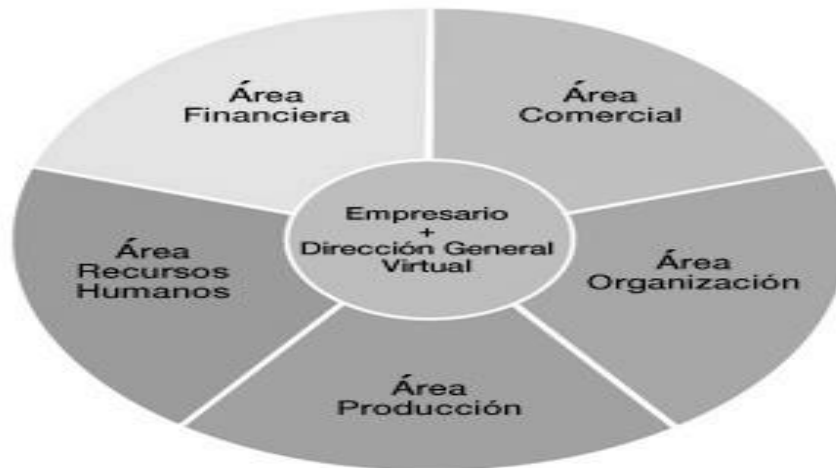 Área
Financiera
Área
Comercial
Empresario
+
Dirección General
Virtual
Área
Recursos
Humanos
Área
Organización
Área
Producción